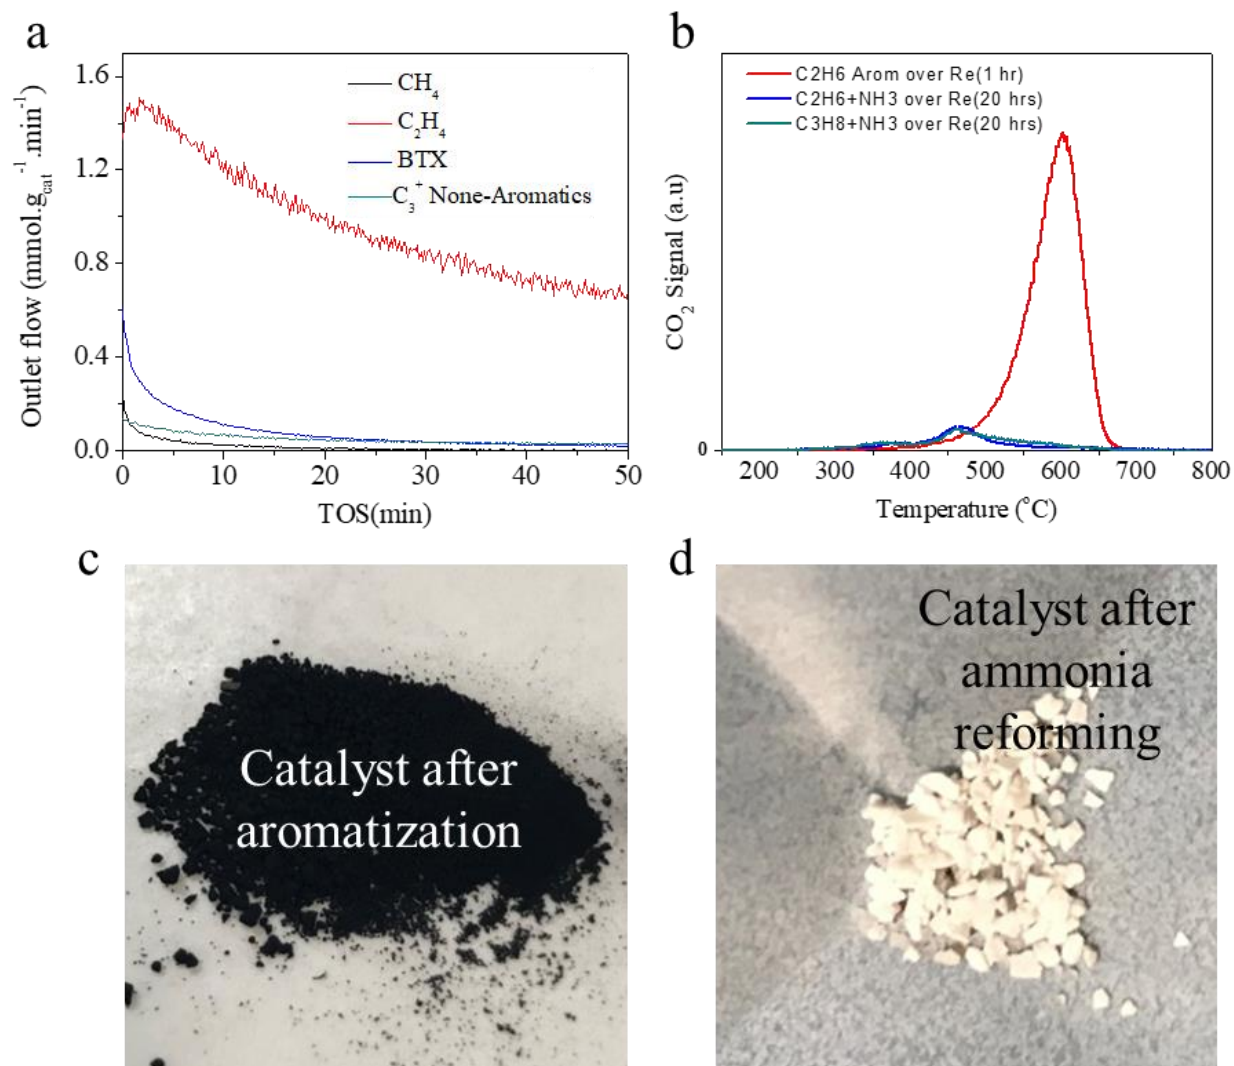 a
1.6
1.2
0.8
0.4
0.0
0
10
20
30
40
50
Outlet flow (mmol.g_cat^-1.min^-1)
TOS(min)
CH4
C2H4
BTX
C3+ None-Aromatics
b
C2H6 Arom over Re(1 hr)
C2H6+NH3 over Re(20 hrs)
C3H8+NH3 over Re(20 hrs)
CO2 Signal (a.u)
0
200
300
400
500
600
700
800
Temperature (°C)
c
Catalyst after
aromatization
d
Catalyst after
ammonia
reforming